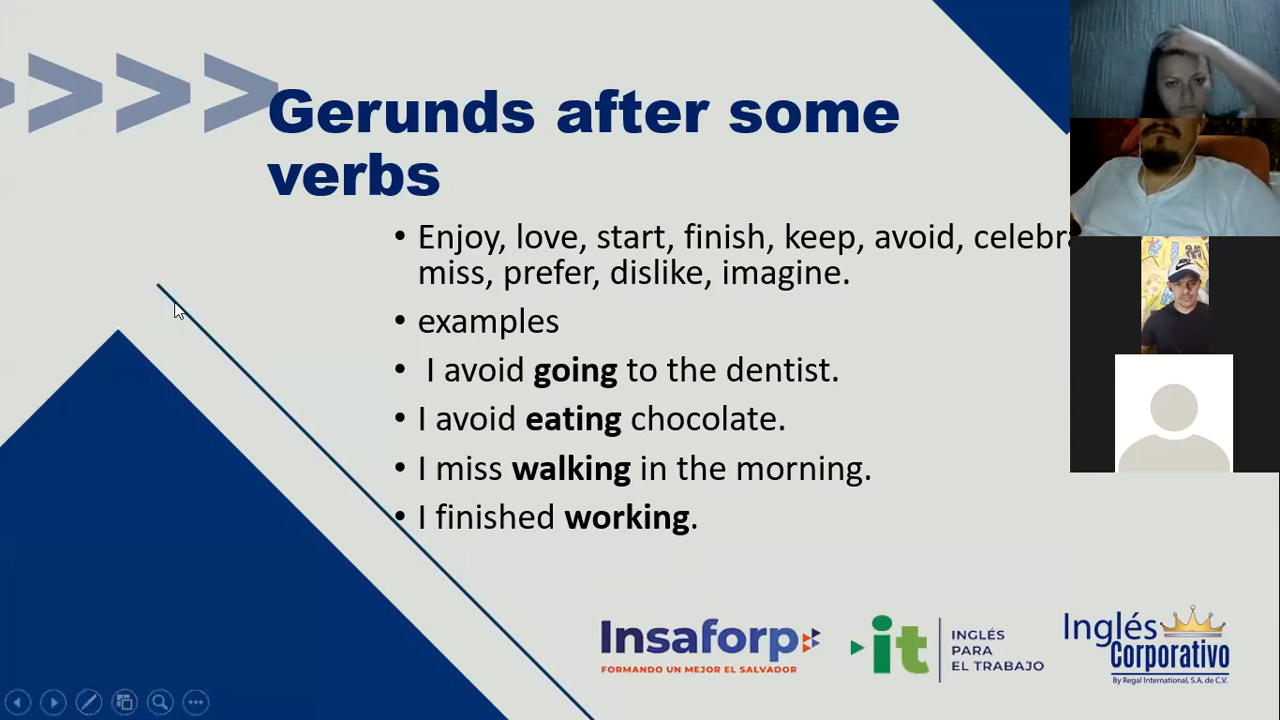 Gerunds after some
verbs
• Enjoy, love, start, finish, keep, avoid,
miss, prefer, dislike, imagine.
• examples
• I avoid going to the dentist.
• I avoid eating chocolate.
• I miss walking in the morning.
• I finished working.
Insaforp
FORMANDO UN MEJOR EL SALVADOR
it
INGLÉS
PARA
EL TRABAJO
Inglés
Corporativo
By Regal International, S.A. de C.V.